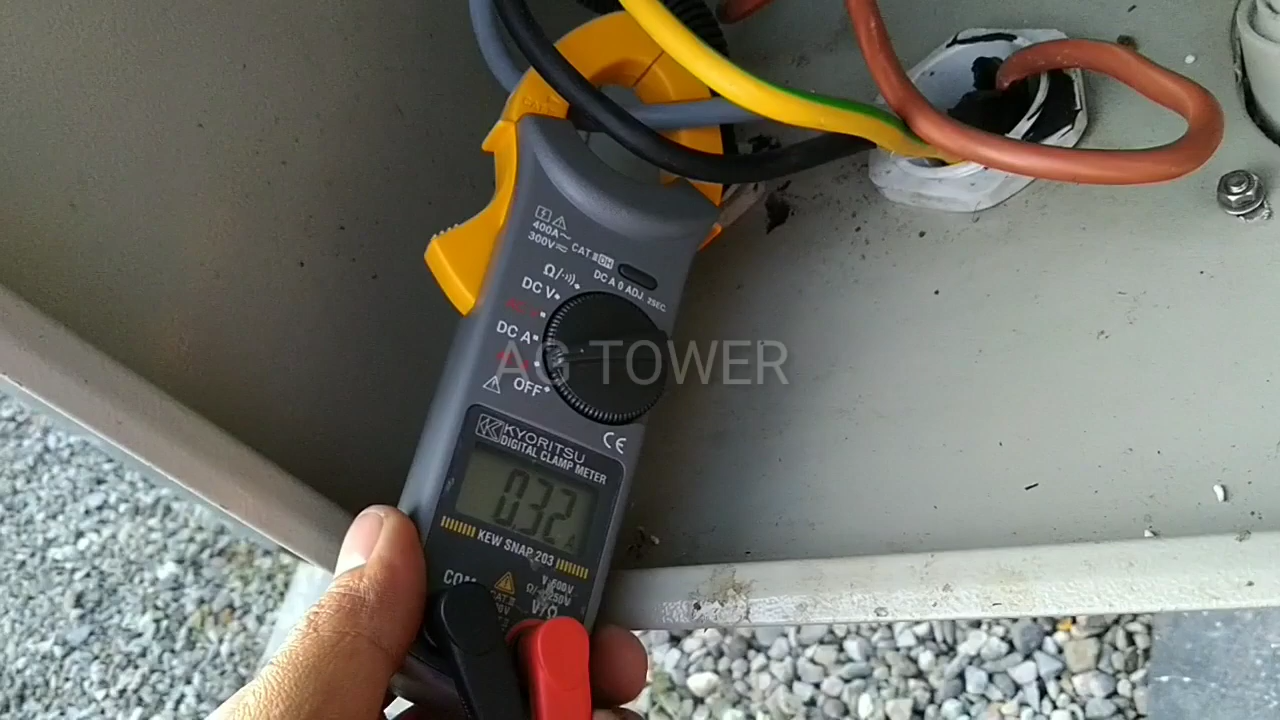 400A~
300V⎓ CAT.Ⅲ OH
DC A 0 ADJ. 2SEC.
Ω/
DC V
DC A
OFF
AG TOWER
CE
KYORITSU
DIGITAL CLAMP METER
0.32 A
KEW SNAP 203
COM
V/Ω